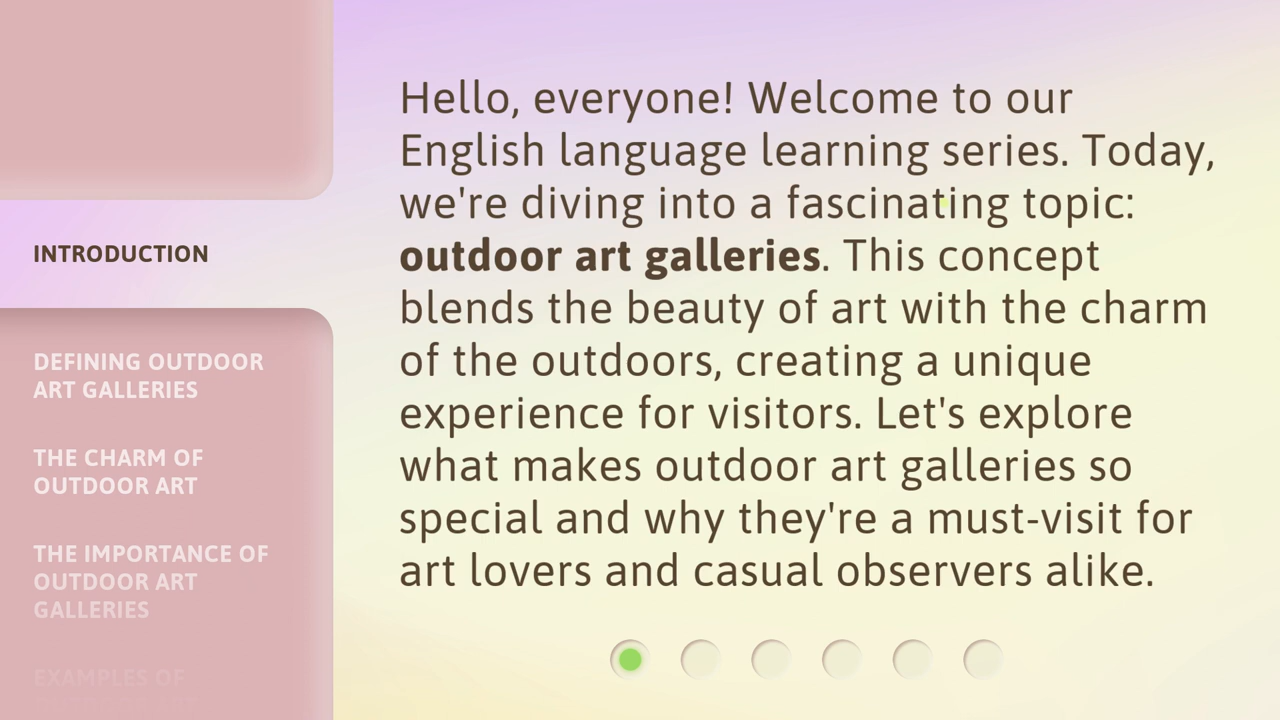 INTRODUCTION
DEFINING OUTDOOR
ART GALLERIES
THE CHARM OF
OUTDOOR ART
THE IMPORTANCE OF
OUTDOOR ART
GALLERIES
EXAMPLES OF
Hello, everyone! Welcome to our
English language learning series. Today,
we're diving into a fascinating topic:
outdoor art galleries. This concept
blends the beauty of art with the charm
of the outdoors, creating a unique
experience for visitors. Let's explore
what makes outdoor art galleries so
special and why they're a must-visit for
art lovers and casual observers alike.